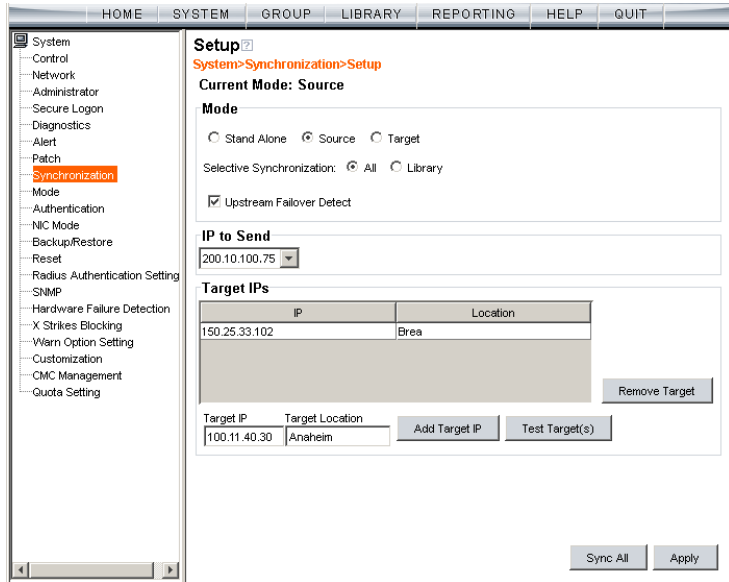 HOME SYSTEM GROUP LIBRARY REPORTING HELP QUIT
System
Control
Network
Administrator
Secure Logon
Diagnostics
Alert
Patch
Synchronization
Mode
Authentication
NIC Mode
Backup/Restore
Reset
Radius Authentication Setting
SNMP
Hardware Failure Detection
X Strikes Blocking
Warn Option Setting
Customization
CMC Management
Quota Setting
Setup?
System>Synchronization>Setup
Current Mode: Source
Mode
Stand Alone Source Target
Selective Synchronization: All Library
Upstream Failover Detect
IP to Send
200.10.100.75
Target IPs
IP Location
150.25.33.102 Brea
Remove Target
Target IP Target Location
100.11.40.30 Anaheim Add Target IP Test Target(s)
Sync All Apply